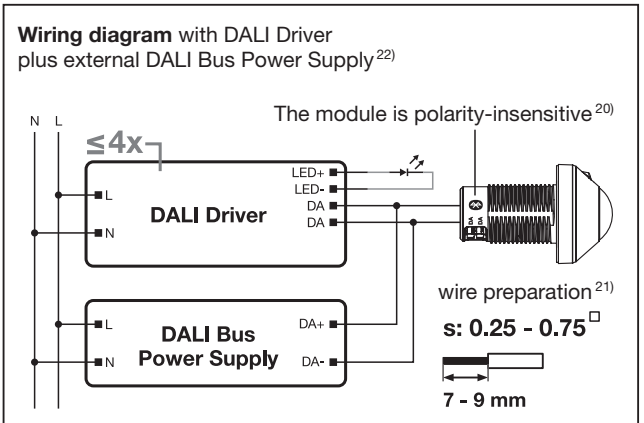 Wiring diagram with DALI Driver
plus external DALI Bus Power Supply 22)
N L
≤4x
The module is polarity-insensitive 20)
LED+
LED-
L
DALI Driver
DA
N
DA
DA DA
wire preparation 21)
s: 0.25 - 0.75 □
L
DALI Bus
DA+
N
Power Supply
DA-
7 - 9 mm